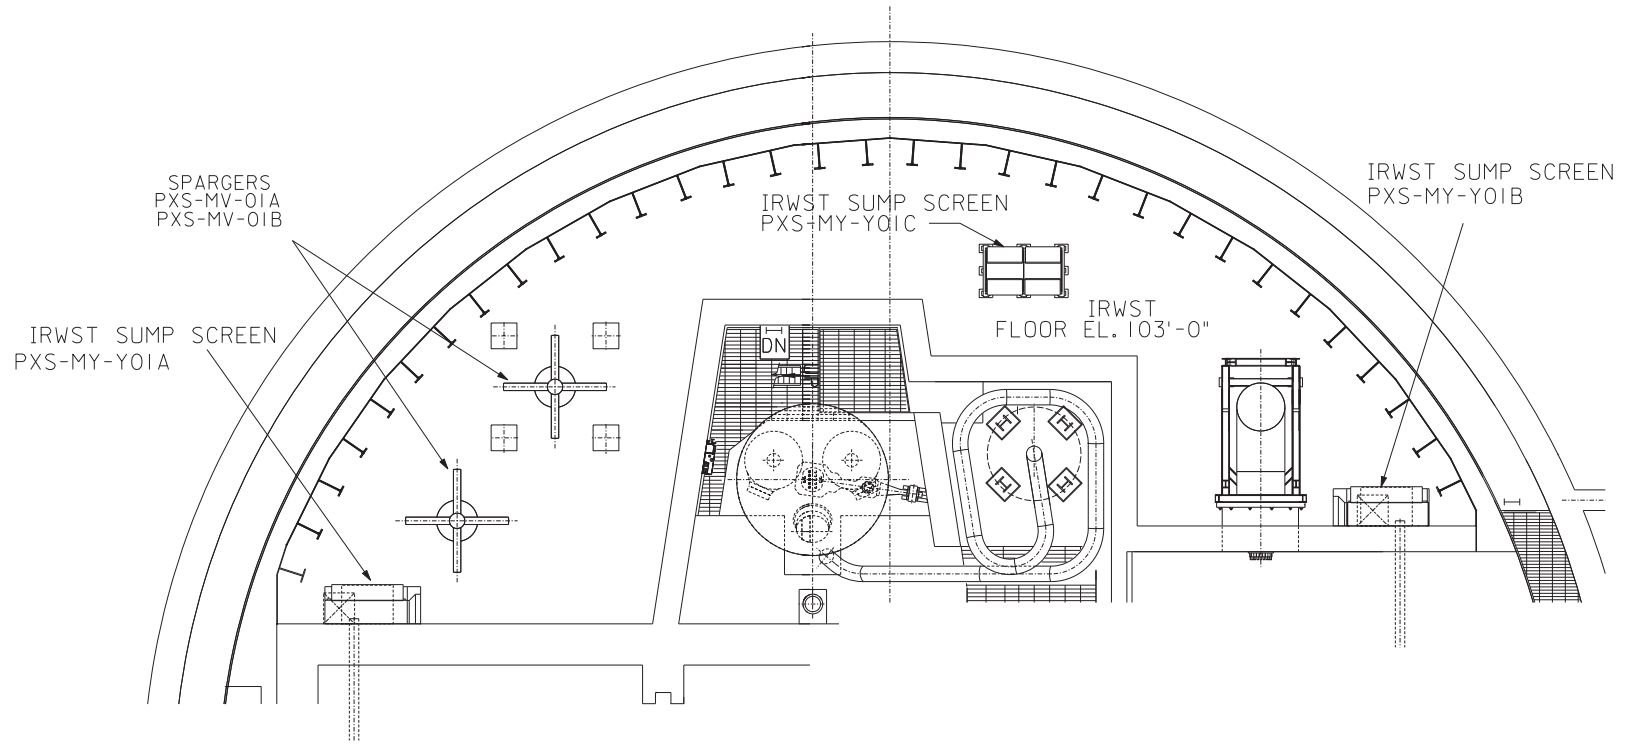 SPARGERS
PXS-MV-01A
PXS-MV-01B
IRWST SUMP SCREEN
PXS-MY-Y01A
IRWST SUMP SCREEN
PXS-MY-Y01C
IRWST SUMP SCREEN
PXS-MY-Y01B
IRWST
FLOOR EL. 103'-0"
DN